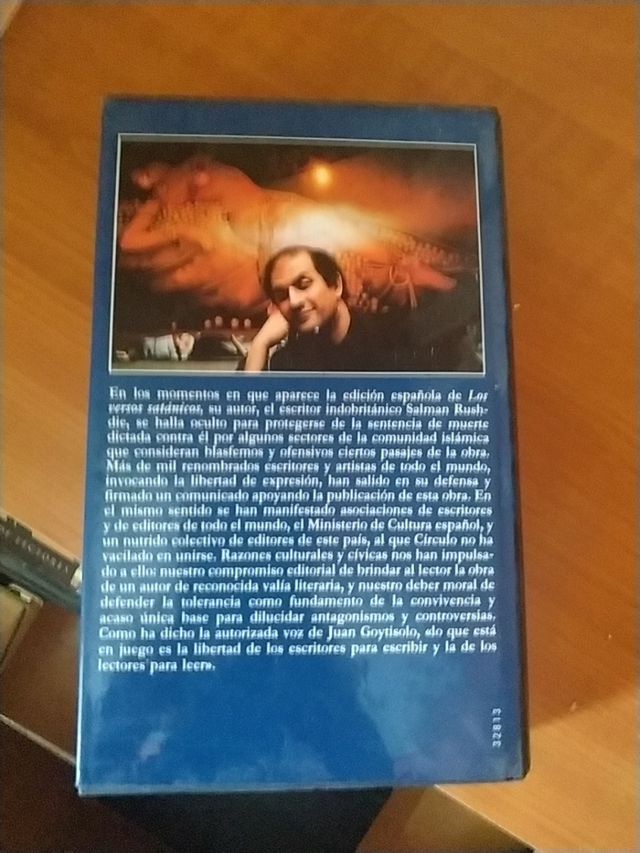 En los momentos en que aparece la edición española de Los
versos satánicos, su autor, el escritor indobritánico Salman Rush-
die, se halla oculto para protegerse de la sentencia de muerte
dictada contra él por algunos sectores de la comunidad islámica
que consideran blasfemos y ofensivos ciertos pasajes de la obra.
Más de mil renombrados escritores y artistas de todo el mundo,
invocando la libertad de expresión, han salido en su defensa y
firmado un comunicado apoyando la publicación de esta obra. En
el mismo sentido se han manifestado asociaciones de escritores
y de editores de todo el mundo, el Ministerio de Cultura español, y
un nutrido colectivo de editores de este país, al que Círculo no ha
vacilado en unirse. Razones culturales y cívicas nos han impulsa-
do a ello: nuestro compromiso editorial de brindar al lector la obra
de un autor de reconocida valía literaria, y nuestro deber moral de
defender la tolerancia como fundamento de la convivencia y
acaso única base para dilucidar antagonismos y controversias.
Como ha dicho la autorizada voz de Juan Goytisolo, «lo que está
en juego es la libertad de los escritores para escribir y la de los
lectores para leer».
32813
LECTORES